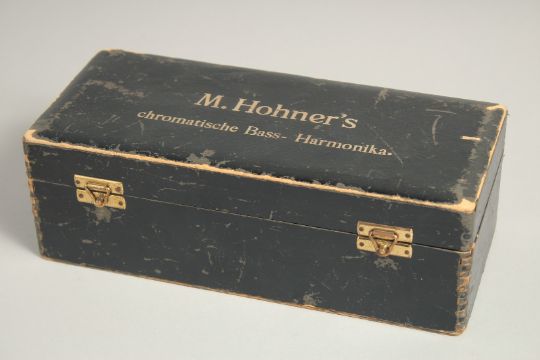 M. Hohner's
chromatische Bass- Harmonika.